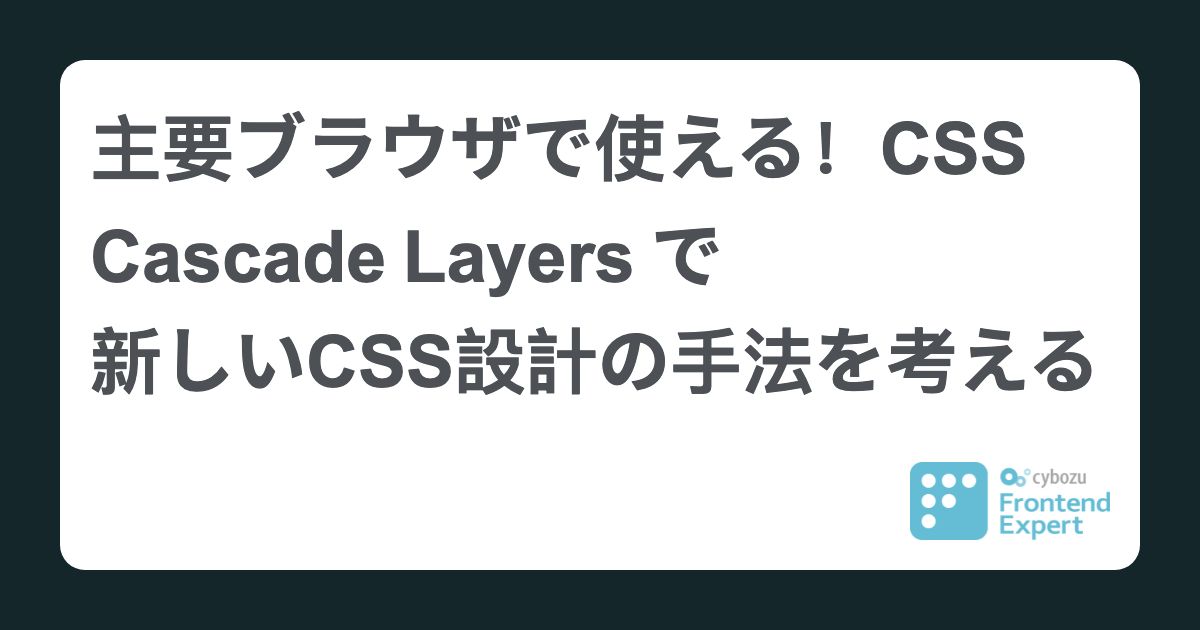 主要ブラウザで使える! CSS
Cascade Layers で
新しいCSS設計の手法を考える
cybozu
Frontend
Expert